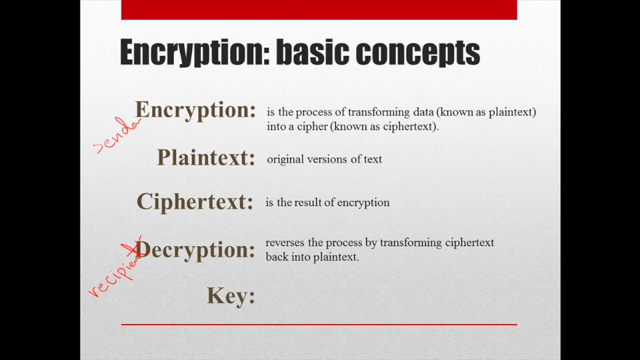 Encryption: basic concepts
Encryption: is the process of transforming data (known as plaintext)
into a cipher (known as ciphertext).
sender
Plaintext: original versions of text
Ciphertext: is the result of encryption
Decryption: reverses the process by transforming ciphertext
back into plaintext.
recipient
Key: